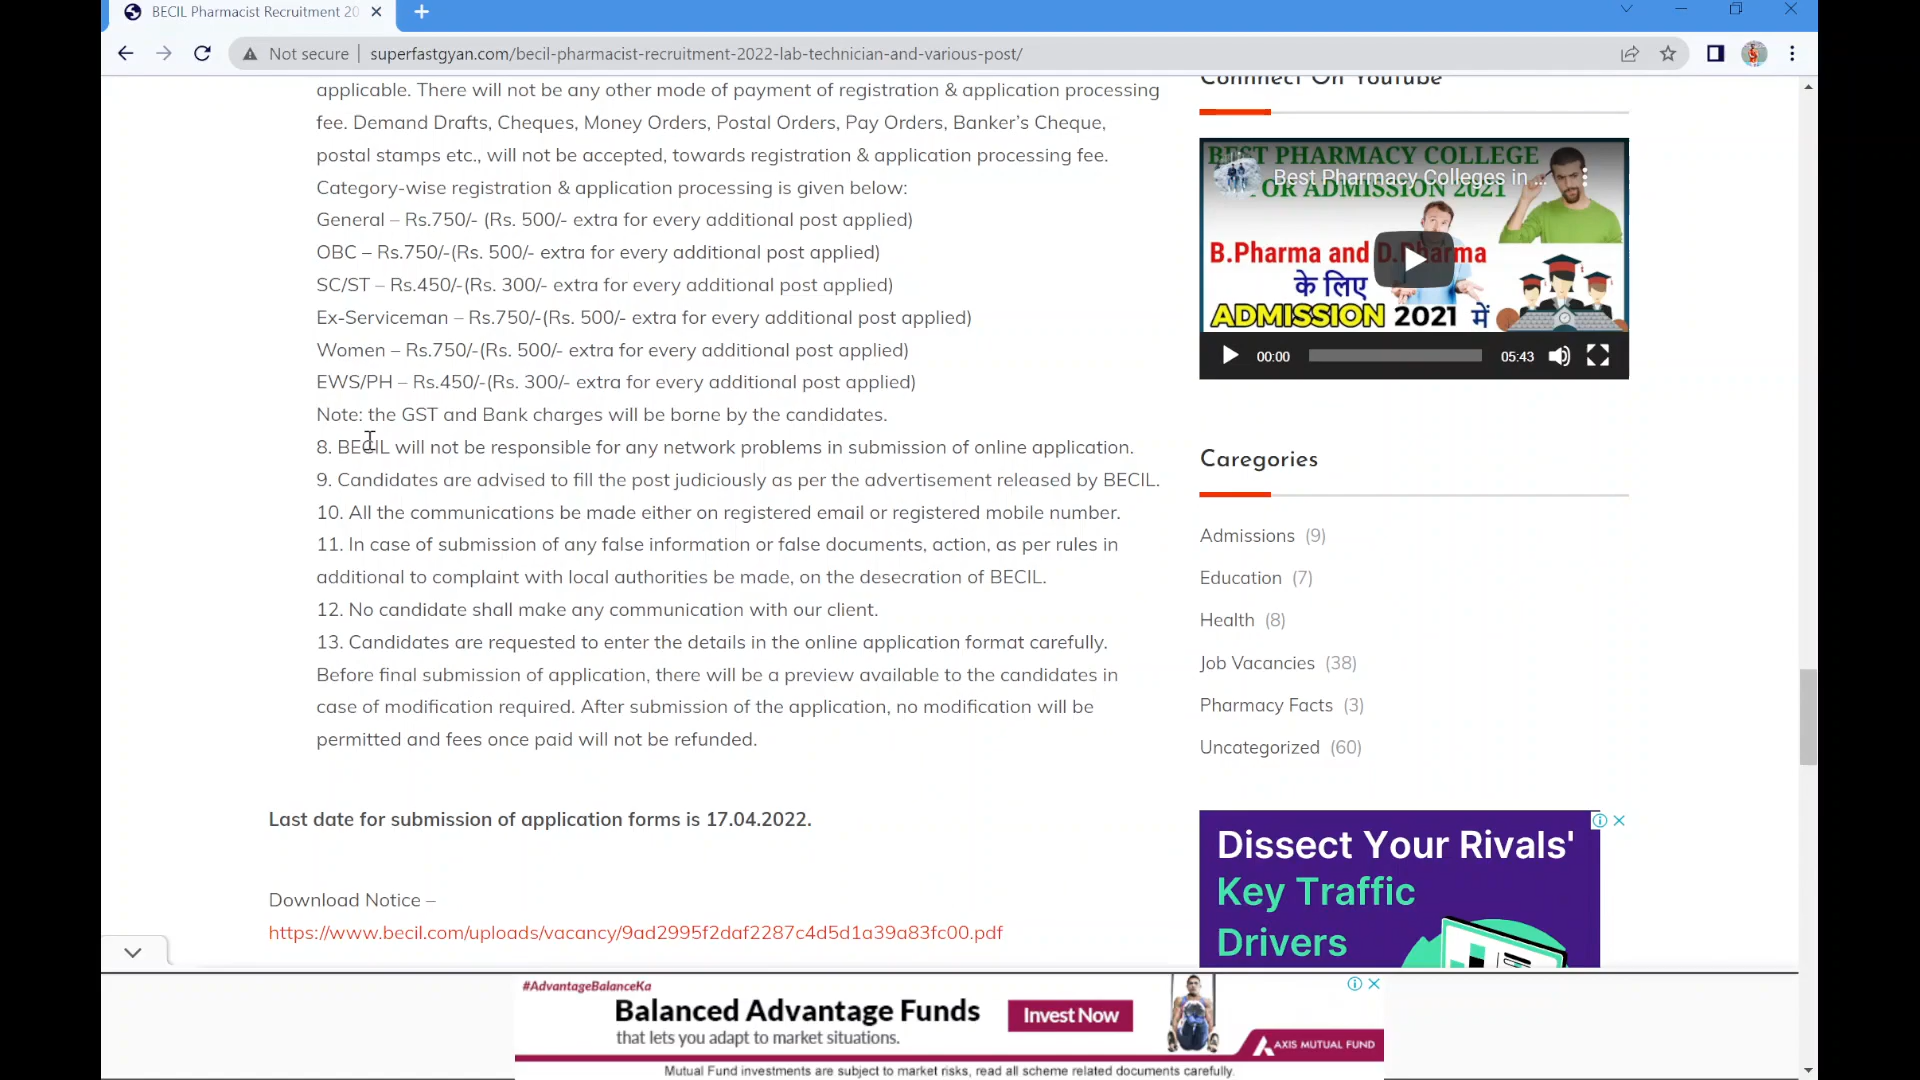 BECIL Pharmacist Recruitment 20
Not secure
superfastgyan.com/becil-pharmacist-recruitment-2022-lab-technician-and-various-post/
applicable. There will not be any other mode of payment of registration & application processing
fee. Demand Drafts, Cheques, Money Orders, Postal Orders, Pay Orders, Banker's Cheque,
postal stamps etc., will not be accepted, towards registration & application processing fee.
Category-wise registration & application processing is given below:
General – Rs.750/- (Rs. 500/- extra for every additional post applied)
OBC – Rs.750/-(Rs. 500/- extra for every additional post applied)
SC/ST – Rs.450/-(Rs. 300/- extra for every additional post applied)
Ex-Serviceman – Rs.750/-(Rs. 500/- extra for every additional post applied)
Women – Rs.750/-(Rs. 500/- extra for every additional post applied)
EWS/PH – Rs.450/-(Rs. 300/- extra for every additional post applied)
Note: the GST and Bank charges will be borne by the candidates.
8. BECIL will not be responsible for any network problems in submission of online application.
9. Candidates are advised to fill the post judiciously as per the advertisement released by BECIL.
10. All the communications be made either on registered email or registered mobile number.
11. In case of submission of any false information or false documents, action, as per rules in
additional to complaint with local authorities be made, on the desecration of BECIL.
12. No candidate shall make any communication with our client.
13. Candidates are requested to enter the details in the online application format carefully.
Before final submission of application, there will be a preview available to the candidates in
case of modification required. After submission of the application, no modification will be
permitted and fees once paid will not be refunded.
Last date for submission of application forms is 17.04.2022.
Download Notice –
https://www.becil.com/uploads/vacancy/9ad2995f2daf2287c4d5d1a39a83fc00.pdf
Connnect On Youtube
BEST PHARMACY COLLEGE
Best Pharmacy Colleges in ...
FOR ADMISSION 2021
B.Pharma and D.Pharma
के लिए
ADMISSION 2021 में
00:00
05:43
Caregories
Admissions (9)
Education (7)
Health (8)
Job Vacancies (38)
Pharmacy Facts (3)
Uncategorized (60)
Dissect Your Rivals'
Key Traffic
Drivers
#AdvantageBalanceKa
Balanced Advantage Funds
that lets you adapt to market situations.
Invest Now
AXIS MUTUAL FUND
Mutual Fund investments are subject to market risks, read all scheme related documents carefully.